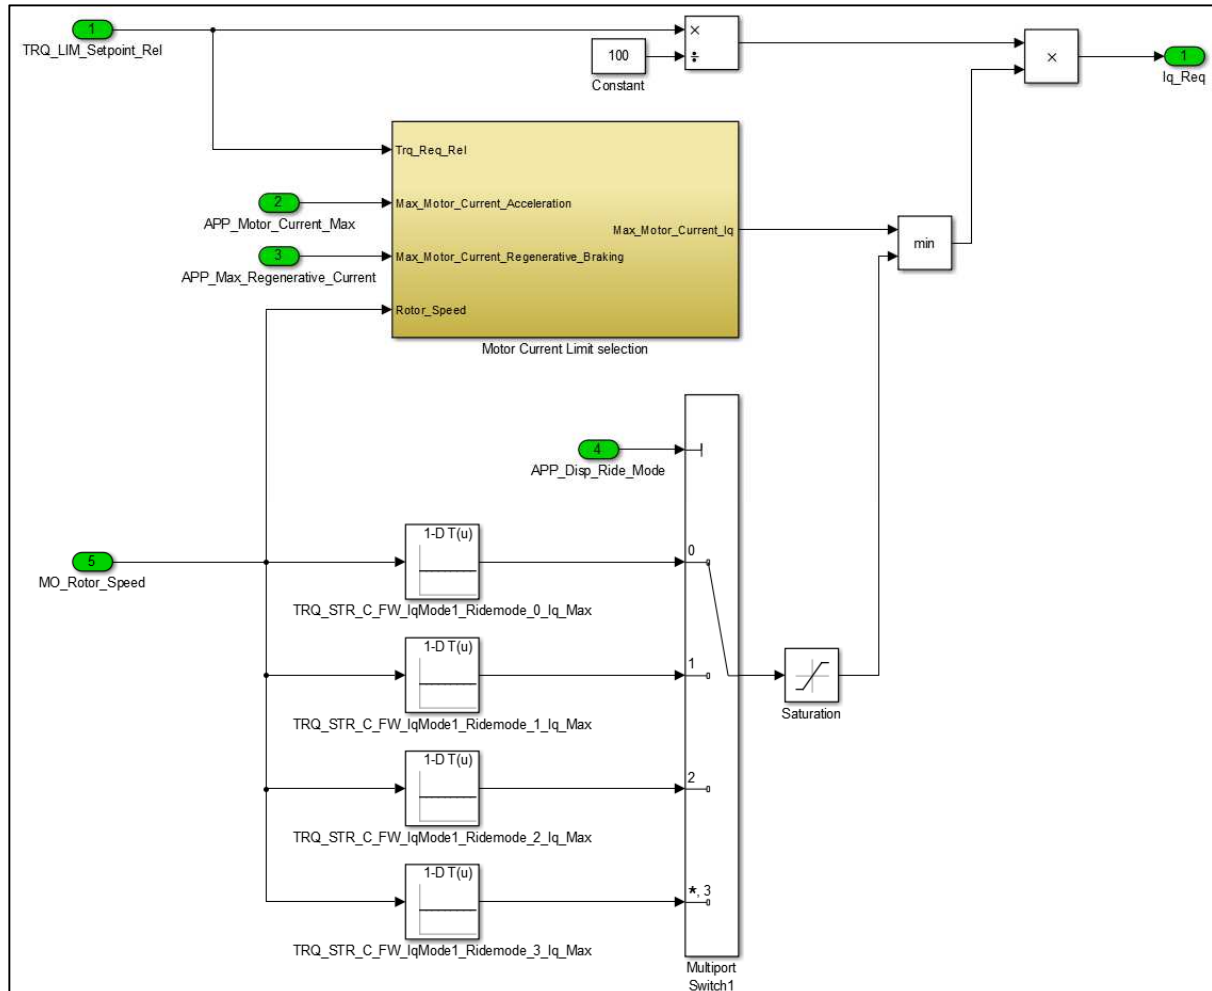 1
TRQ_LIM_Setpoint_Rel
×
÷
100
Constant
×
1
Iq_Req
Trq_Req_Rel
2
APP_Motor_Current_Max
Max_Motor_Current_Acceleration
Max_Motor_Current_Iq
min
3
APP_Max_Regenerative_Current
Max_Motor_Current_Regenerative_Braking
Rotor_Speed
Motor Current Limit selection
4
APP_Disp_Ride_Mode
5
MO_Rotor_Speed
1-D T(u)
TRQ_STR_C_FW_IqMode1_Ridemode_0_Iq_Max
0
1-D T(u)
TRQ_STR_C_FW_IqMode1_Ridemode_1_Iq_Max
1
Saturation
1-D T(u)
TRQ_STR_C_FW_IqMode1_Ridemode_2_Iq_Max
2
1-D T(u)
TRQ_STR_C_FW_IqMode1_Ridemode_3_Iq_Max
*, 3
Multiport
Switch1